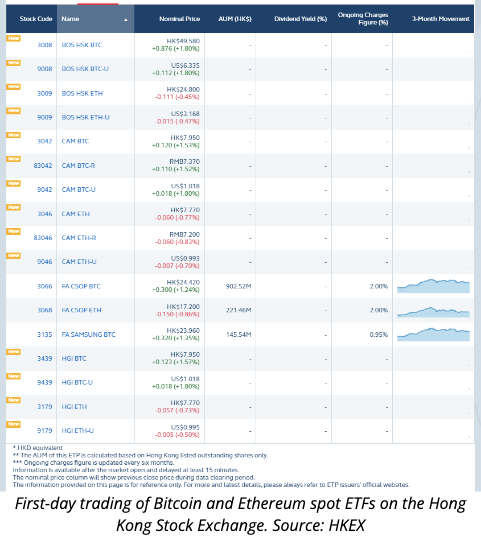 Stock Code Name ▲ Nominal Price AUM (HK$) Dividend Yield (%) Ongoing Charges Figure (%) 3-Month Movement
New
3008 BOS HSK BTC HK$49.580 +0.876 (+1.80%) - - -
New
9008 BOS HSK BTC-U US$6.335 +0.112 (+1.80%) - - -
New
3009 BOS HSK ETH HK$24.800 -0.111 (-0.45%) - - -
New
9009 BOS HSK ETH-U US$3.168 -0.015 (-0.47%) - - -
New
3042 CAM BTC HK$7.950 +0.120 (+1.53%) - - -
New
83042 CAM BTC-R RMB7.370 +0.110 (+1.52%) - - -
New
9042 CAM BTC-U US$1.018 +0.018 (+1.80%) - - -
New
3046 CAM ETH HK$7.770 -0.060 (-0.77%) - - -
New
83046 CAM ETH-R RMB7.200 -0.060 (-0.83%) - - -
New
9046 CAM ETH-U US$0.993 -0.007 (-0.70%) - - -
3066 FA CSOP BTC HK$24.420 +0.300 (+1.24%) 902.52M - 2.00%
3068 FA CSOP ETH HK$17.200 -0.150 (-0.86%) 221.46M - 2.00%
3135 FA SAMSUNG BTC HK$23.960 +0.320 (+1.35%) 145.54M - 0.95%
New
3439 HGI BTC HK$7.950 +0.123 (+1.57%) - - -
New
9439 HGI BTC-U US$1.018 +0.018 (+1.80%) - - -
New
3179 HGI ETH HK$7.770 -0.057 (-0.73%) - - -
New
9179 HGI ETH-U US$0.995 -0.005 (-0.50%) - - -
* HKD equivalent
** The AUM of this ETP is calculated based on Hong Kong listed outstanding shares only.
*** Ongoing charges figure is updated every six months.
Information is available after the market open and delayed at least 15 minutes.
The nominal price column will show previous close price during data clearing period.
The information provided on this page is for reference only. For more and latest details, please always refer to ETP issuers' official websites.
First-day trading of Bitcoin and Ethereum spot ETFs on the Hong
Kong Stock Exchange. Source: HKEX